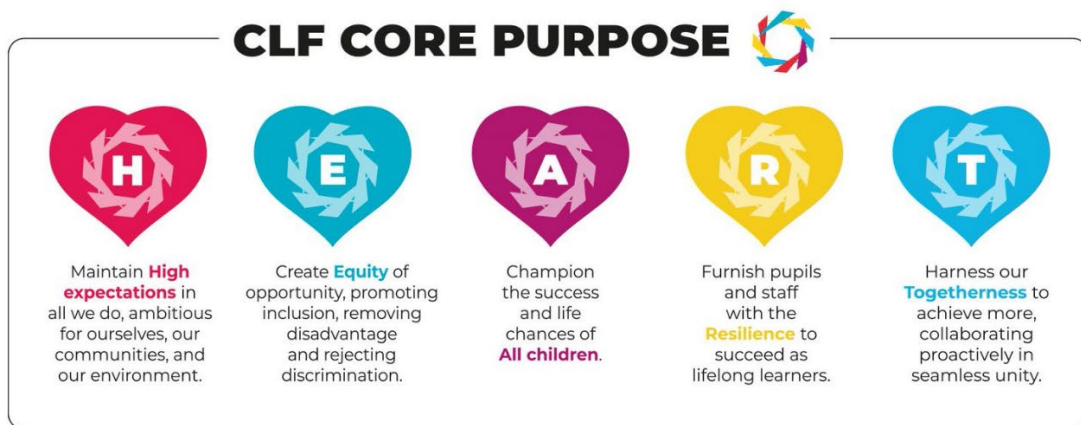 CLF CORE PURPOSE
H
Maintain High
expectations in
all we do, ambitious
for ourselves, our
communities, and
our environment.
E
Create Equity of
opportunity, promoting
inclusion, removing
disadvantage
and rejecting
discrimination.
A
Champion
the success
and life
chances of
All children.
R
Furnish pupils
and staff
with the
Resilience to
succeed as
lifelong learners.
T
Harness our
Togetherness to
achieve more,
collaborating
proactively in
seamless unity.